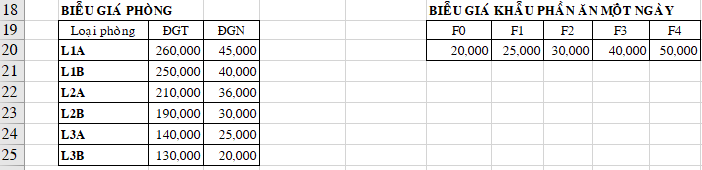 18 BIỂU GIÁ PHÒNG BIỂU GIÁ KHẨU PHẦN ĂN MỘT NGÀY
19 Loại phòng ĐGT ĐGN F0 F1 F2 F3 F4
20 L1A 260,000 45,000 20,000 25,000 30,000 40,000 50,000
21 L1B 250,000 40,000
22 L2A 210,000 36,000
23 L2B 190,000 30,000
24 L3A 140,000 25,000
25 L3B 130,000 20,000